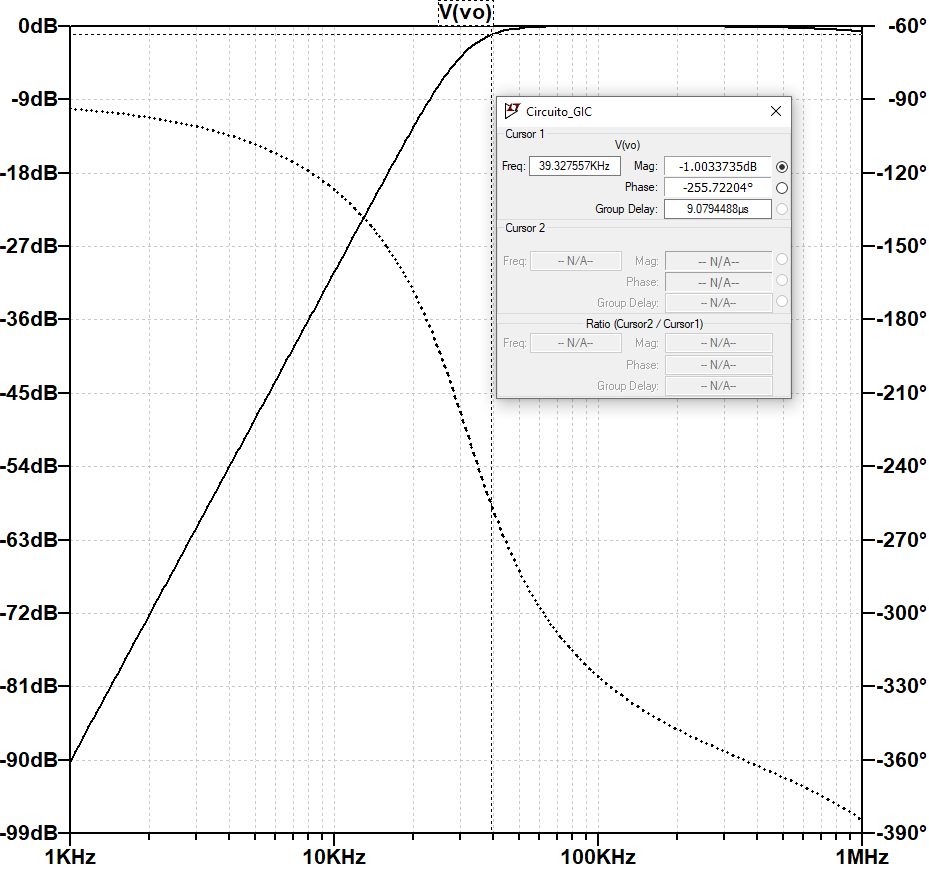 V(vo)
0dB
-9dB
-18dB
-27dB
-36dB
-45dB
-54dB
-63dB
-72dB
-81dB
-90dB
-99dB
-60°
-90°
-120°
-150°
-180°
-210°
-240°
-270°
-300°
-330°
-360°
-390°
1KHz 10KHz 100KHz 1MHz
Circuito_GIC
Cursor 1
V(vo)
Freq: 39.327557KHz Mag: -1.0033735dB
Phase: -255.72204°
Group Delay: 9.0794488µs
Cursor 2
Freq: -- N/A-- Mag: -- N/A--
Phase: -- N/A--
Group Delay: -- N/A--
Ratio (Cursor2 / Cursor1)
Freq: -- N/A-- Mag: -- N/A--
Phase: -- N/A--
Group Delay: -- N/A--